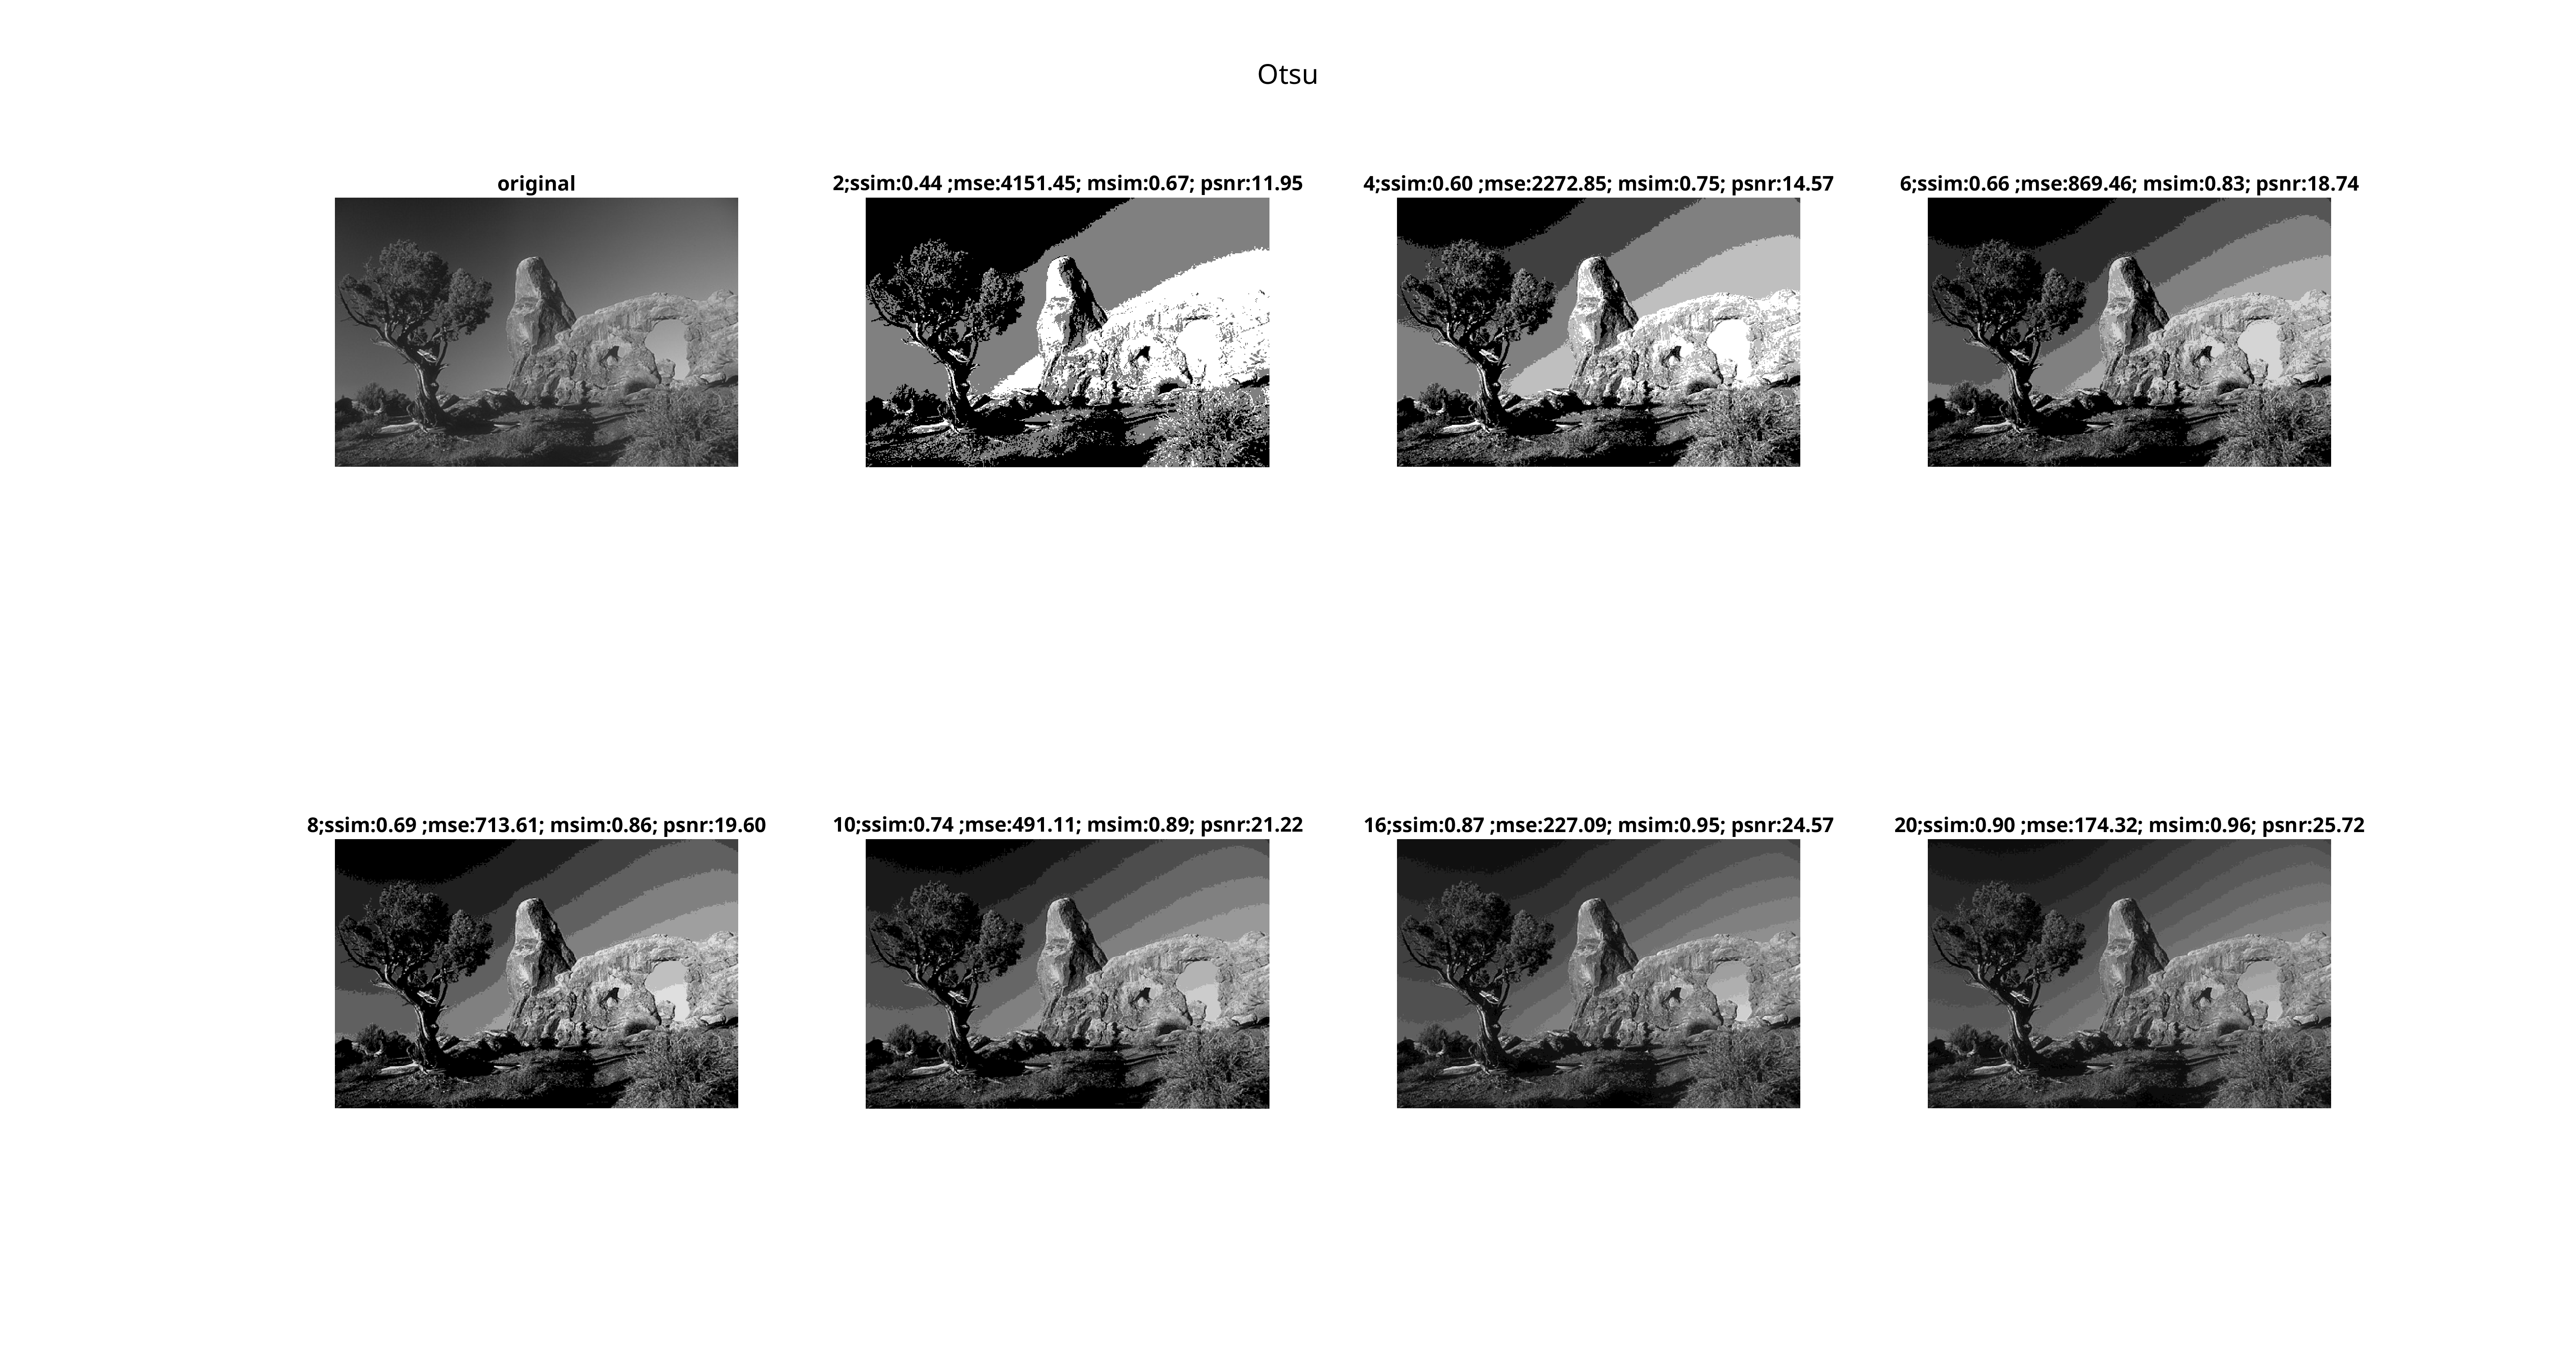 Otsu
original
2;ssim:0.44 ;mse:4151.45; msim:0.67; psnr:11.95
4;ssim:0.60 ;mse:2272.85; msim:0.75; psnr:14.57
6;ssim:0.66 ;mse:869.46; msim:0.83; psnr:18.74
8;ssim:0.69 ;mse:713.61; msim:0.86; psnr:19.60
10;ssim:0.74 ;mse:491.11; msim:0.89; psnr:21.22
16;ssim:0.87 ;mse:227.09; msim:0.95; psnr:24.57
20;ssim:0.90 ;mse:174.32; msim:0.96; psnr:25.72